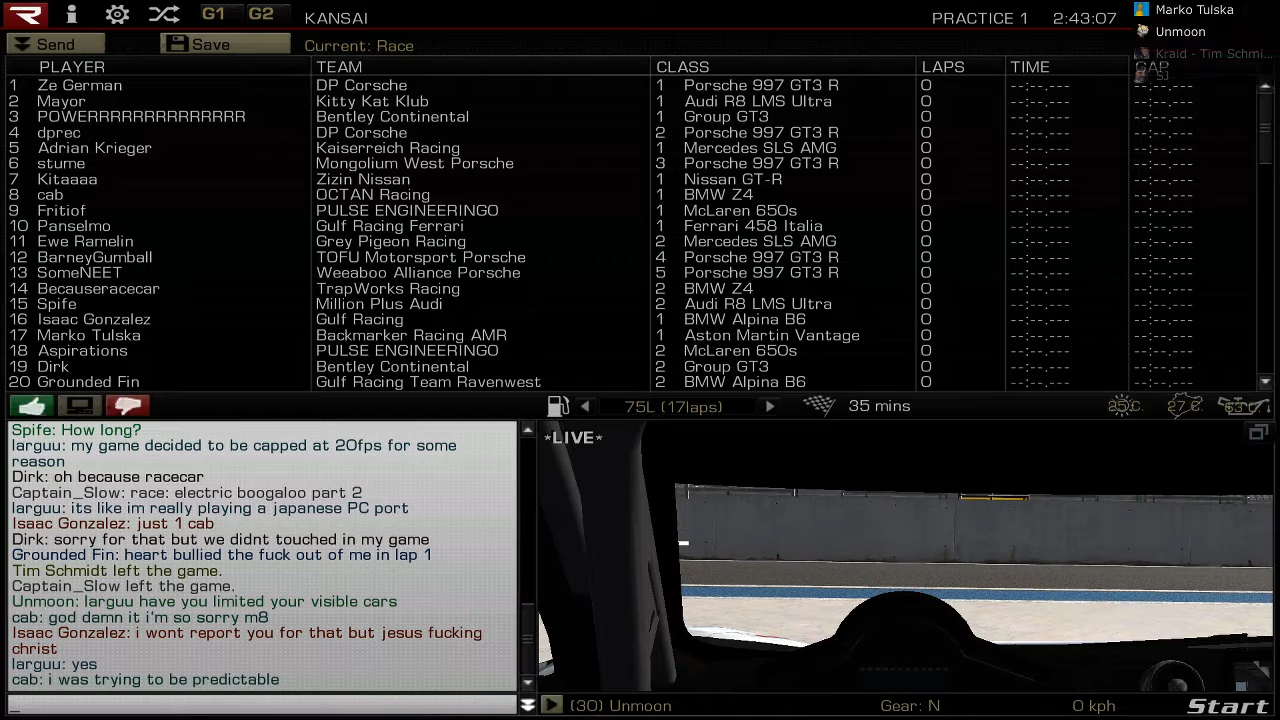 G1 G2 KANSAI PRACTICE 1 2:43:07
Marko Tulska
Unmoon
Kraid - Tim Schmi...
SJ
Send Save Current: Race
PLAYER TEAM CLASS LAPS TIME GAP
1 Ze German DP Corsche 1 Porsche 997 GT3 R 0 --:--.--- --:--.---
2 Mayor Kitty Kat Klub 1 Audi R8 LMS Ultra 0 --:--.--- --:--.---
3 POWERRRRRRRRRRRRRRR Bentley Continental 1 Group GT3 0 --:--.--- --:--.---
4 dprec DP Corsche 2 Porsche 997 GT3 R 0 --:--.--- --:--.---
5 Adrian Krieger Kaiserreich Racing 1 Mercedes SLS AMG 0 --:--.--- --:--.---
6 stume Mongolium West Porsche 3 Porsche 997 GT3 R 0 --:--.--- --:--.---
7 Kitaaaa Zizin Nissan 1 Nissan GT-R 0 --:--.--- --:--.---
8 cab OCTAN Racing 1 BMW Z4 0 --:--.--- --:--.---
9 Fritiof PULSE ENGINEERINGO 1 McLaren 650s 0 --:--.--- --:--.---
10 Panselmo Gulf Racing Ferrari 1 Ferrari 458 Italia 0 --:--.--- --:--.---
11 Ewe Ramelin Grey Pigeon Racing 2 Mercedes SLS AMG 0 --:--.--- --:--.---
12 BarneyGumball TOFU Motorsport Porsche 4 Porsche 997 GT3 R 0 --:--.--- --:--.---
13 SomeNEET Weeaboo Alliance Porsche 5 Porsche 997 GT3 R 0 --:--.--- --:--.---
14 Becauseracecar TrapWorks Racing 2 BMW Z4 0 --:--.--- --:--.---
15 Spife Million Plus Audi 2 Audi R8 LMS Ultra 0 --:--.--- --:--.---
16 Isaac Gonzalez Gulf Racing 1 BMW Alpina B6 0 --:--.--- --:--.---
17 Marko Tulska Backmarker Racing AMR 1 Aston Martin Vantage 0 --:--.--- --:--.---
18 Aspirations PULSE ENGINEERINGO 2 McLaren 650s 0 --:--.--- --:--.---
19 Dirk Bentley Continental 2 Group GT3 0 --:--.--- --:--.---
20 Grounded Fin Gulf Racing Team Ravenwest 2 BMW Alpina B6 0 --:--.--- --:--.---
75L (17laps) 35 mins 25°C. 27°C. 63°C.
Spife: How long?
larguu: my game decided to be capped at 20fps for some
reason
Dirk: oh because racecar
Captain_Slow: race: electric boogaloo part 2
larguu: its like im really playing a japanese PC port
Isaac Gonzalez: just 1 cab
Dirk: sorry for that but we didnt touched in my game
Grounded Fin: heart bullied the fuck out of me in lap 1
Tim Schmidt left the game.
Captain_Slow left the game.
Unmoon: larguu have you limited your visible cars
cab: god damn it i'm so sorry m8
Isaac Gonzalez: i wont report you for that but jesus fucking
christ
larguu: yes
cab: i was trying to be predictable
*LIVE*
(30) Unmoon Gear: N 0 kph Start